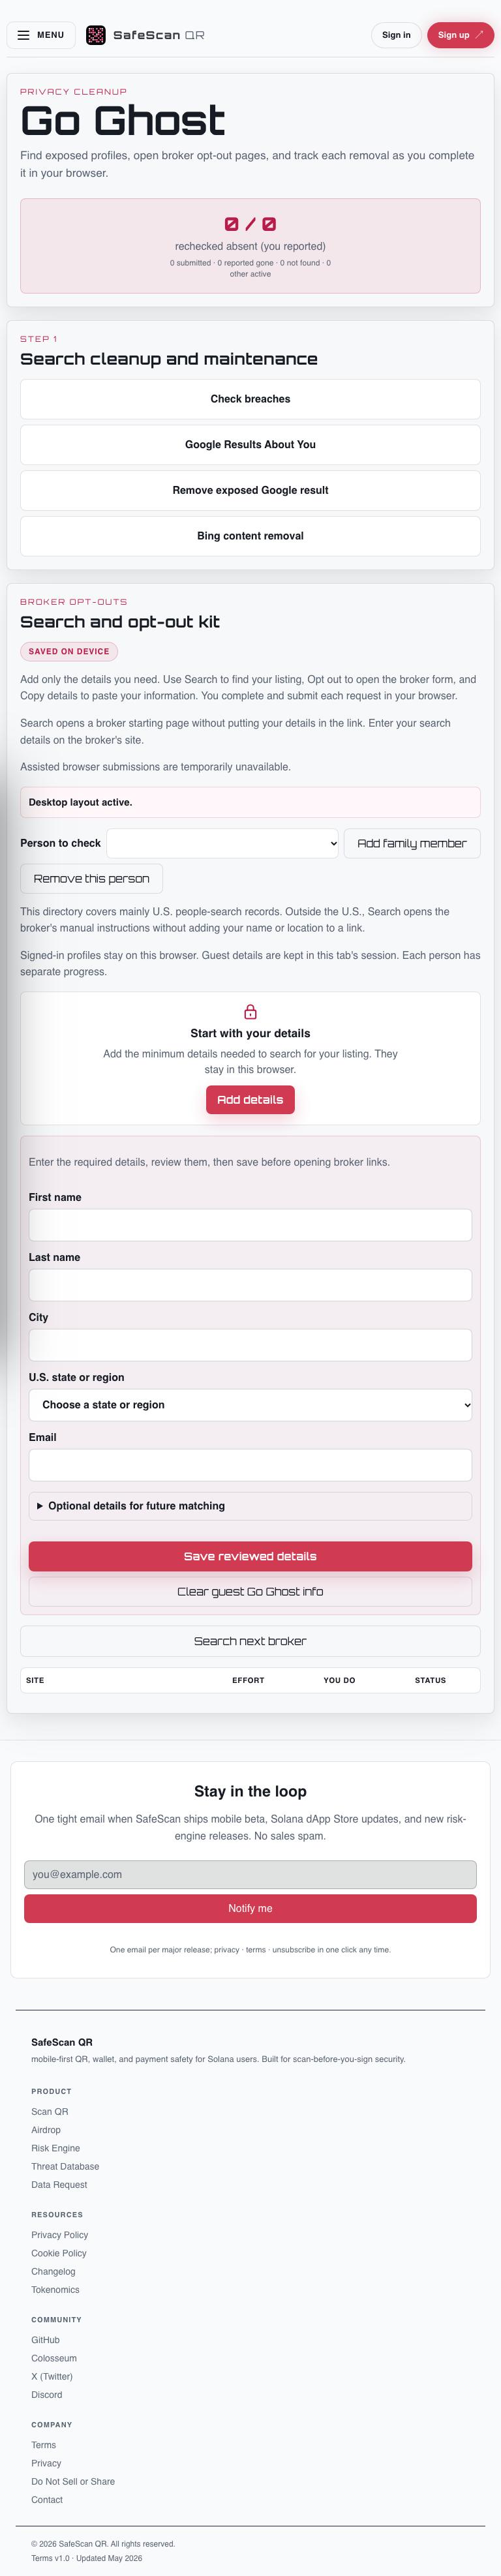 MENU
SafeScan QR
Sign in
Sign up ↗
PRIVACY CLEANUP
Go Ghost
Find exposed profiles, open broker opt-out pages, and track each removal as you complete
it in your browser.
0 / 0
rechecked absent (you reported)
0 submitted · 0 reported gone · 0 not found · 0
other active
STEP 1
Search cleanup and maintenance
Check breaches
Google Results About You
Remove exposed Google result
Bing content removal
BROKER OPT-OUTS
Search and opt-out kit
SAVED ON DEVICE
Add only the details you need. Use Search to find your listing, Opt out to open the broker form, and
Copy details to paste your information. You complete and submit each request in your browser.
Search opens a broker starting page without putting your details in the link. Enter your search
details on the broker's site.
Assisted browser submissions are temporarily unavailable.
Desktop layout active.
Person to check
Add family member
Remove this person
This directory covers mainly U.S. people-search records. Outside the U.S., Search opens the
broker's manual instructions without adding your name or location to a link.
Signed-in profiles stay on this browser. Guest details are kept in this tab's session. Each person has
separate progress.
Start with your details
Add the minimum details needed to search for your listing. They
stay in this browser.
Add details
Enter the required details, review them, then save before opening broker links.
First name
Last name
City
U.S. state or region
Choose a state or region
Email
Optional details for future matching
Save reviewed details
Clear guest Go Ghost info
Search next broker
SITE EFFORT YOU DO STATUS
Stay in the loop
One tight email when SafeScan ships mobile beta, Solana dApp Store updates, and new risk-
engine releases. No sales spam.
you@example.com
Notify me
One email per major release; privacy · terms · unsubscribe in one click any time.
SafeScan QR
mobile-first QR, wallet, and payment safety for Solana users. Built for scan-before-you-sign security.
PRODUCT
Scan QR
Airdrop
Risk Engine
Threat Database
Data Request
RESOURCES
Privacy Policy
Cookie Policy
Changelog
Tokenomics
COMMUNITY
GitHub
Colosseum
X (Twitter)
Discord
COMPANY
Terms
Privacy
Do Not Sell or Share
Contact
© 2026 SafeScan QR. All rights reserved.
Terms v1.0 · Updated May 2026